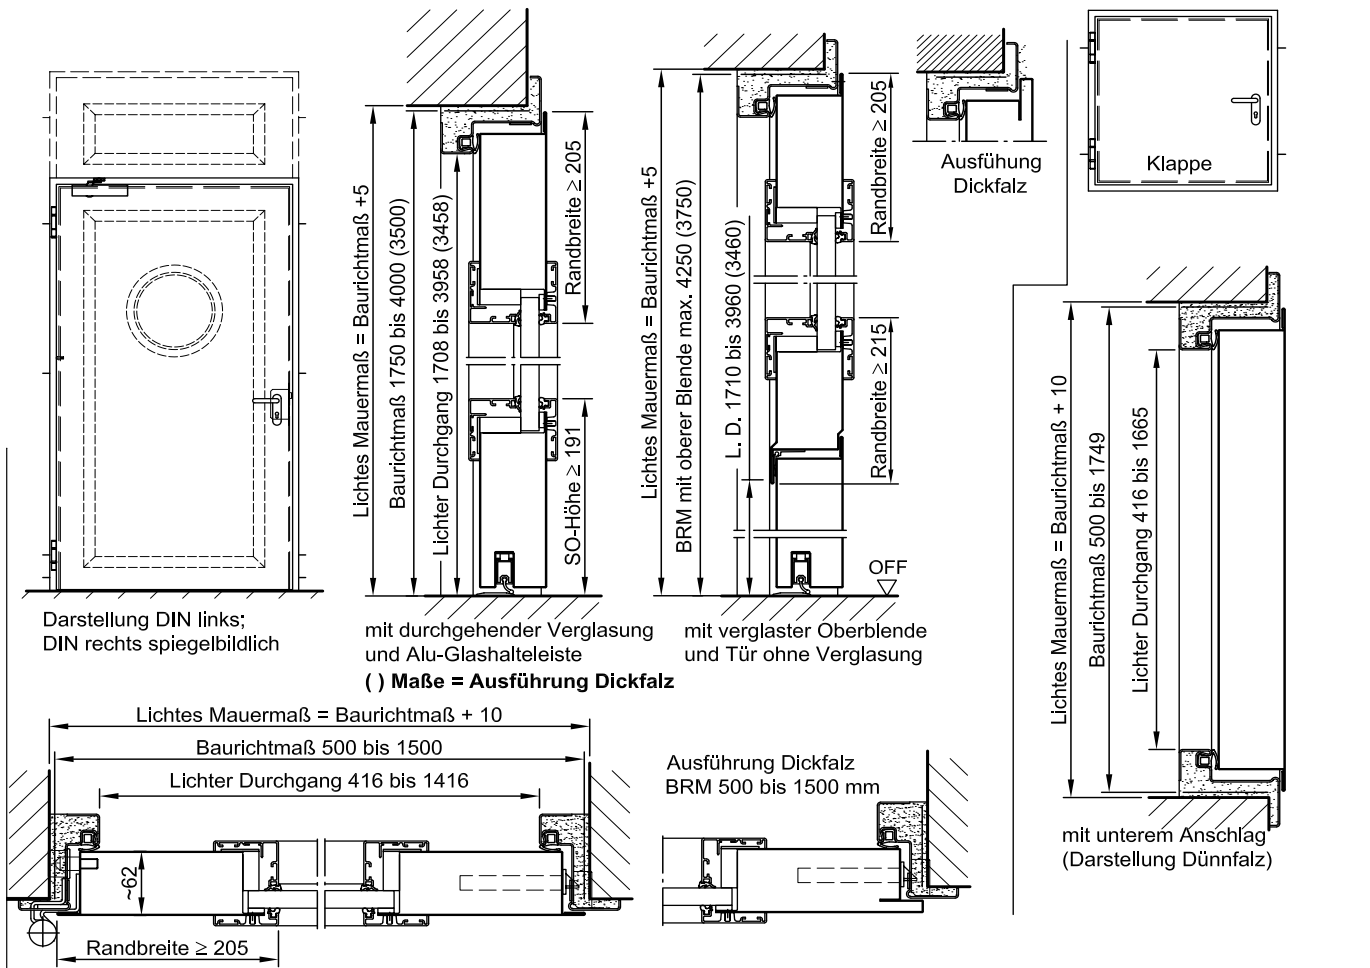 Darstellung DIN links;
DIN rechts spiegelbildlich
Lichtes Mauermaß = Baurichtmaß +5
Baurichtmaß 1750 bis 4000 (3500)
Lichter Durchgang 1708 bis 3958 (3458)
Randbreite ≥ 205
SO-Höhe ≥ 191
mit durchgehender Verglasung
und Alu-Glashalteleiste
( ) Maße = Ausführung Dickfalz
Lichtes Mauermaß = Baurichtmaß +5
BRM mit oberer Blende max. 4250 (3750)
L. D. 1710 bis 3960 (3460)
Randbreite ≥ 205
Randbreite ≥ 215
OFF
mit verglaster Oberblende
und Tür ohne Verglasung
Ausfühung
Dickfalz
Klappe
Lichtes Mauermaß = Baurichtmaß + 10
Baurichtmaß 500 bis 1749
Lichter Durchgang 416 bis 1665
mit unterem Anschlag
(Darstellung Dünnfalz)
Lichtes Mauermaß = Baurichtmaß + 10
Baurichtmaß 500 bis 1500
Lichter Durchgang 416 bis 1416
~62
Randbreite ≥ 205
Ausführung Dickfalz
BRM 500 bis 1500 mm